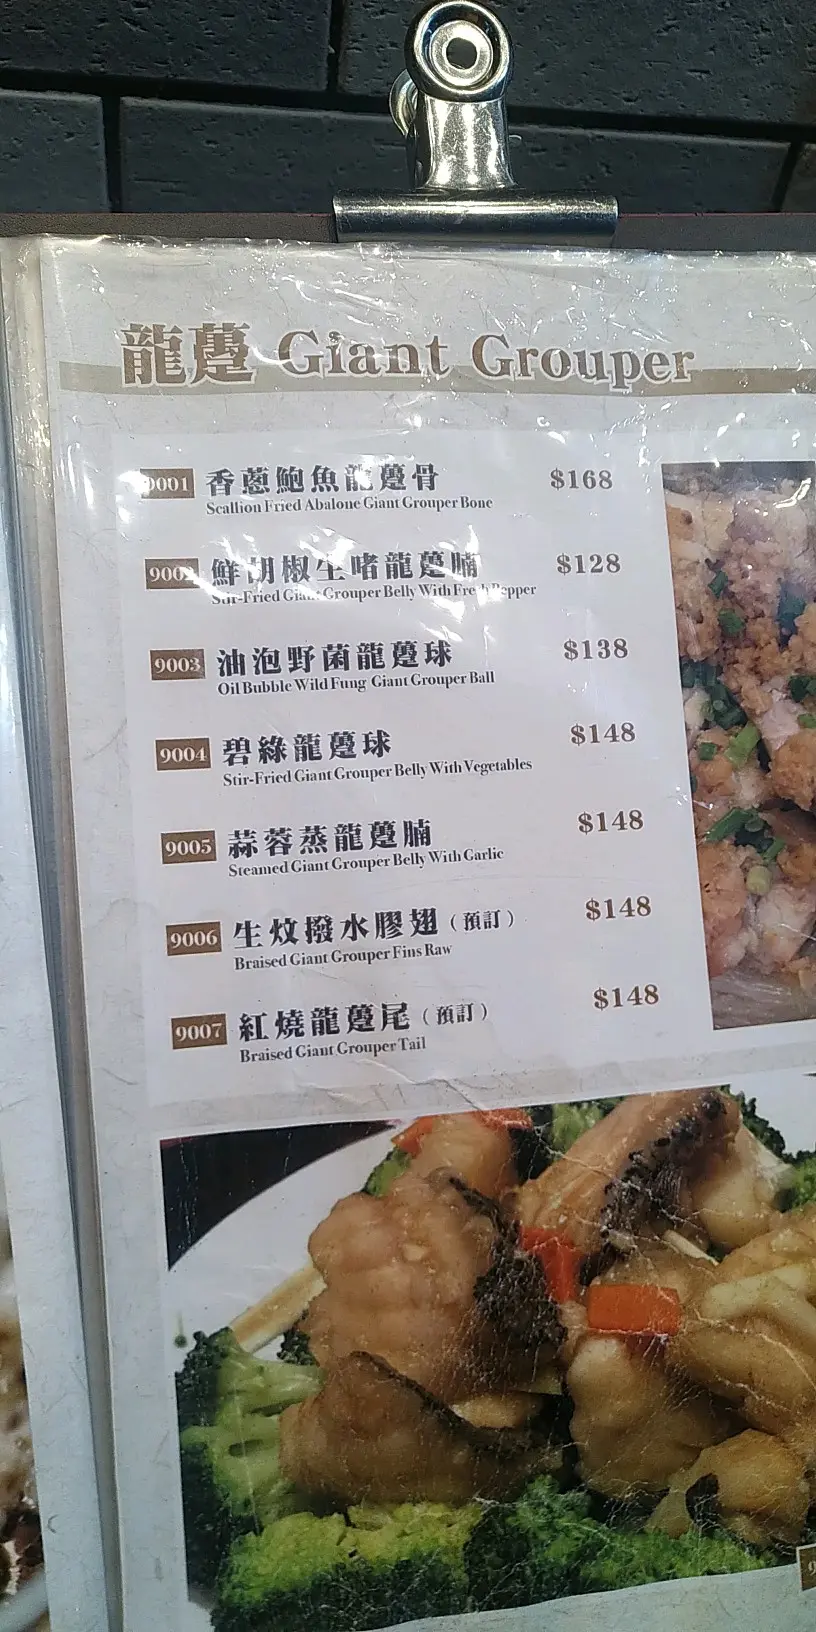 龍躉 Giant Grouper
9001 香蔥鮑魚龍躉骨 $168
Scallion Fried Abalone Giant Grouper Bone
9002 鮮胡椒生啫龍躉腩 $128
Stir-Fried Giant Grouper Belly With Fresh Pepper
9003 油泡野菌龍躉球 $138
Oil Bubble Wild Fung Giant Grouper Ball
9004 碧綠龍躉球 $148
Stir-Fried Giant Grouper Belly With Vegetables
9005 蒜蓉蒸龍躉腩 $148
Steamed Giant Grouper Belly With Garlic
9006 生炆撥水膠翅（預訂） $148
Braised Giant Grouper Fins Raw
9007 紅燒龍躉尾（預訂） $148
Braised Giant Grouper Tail